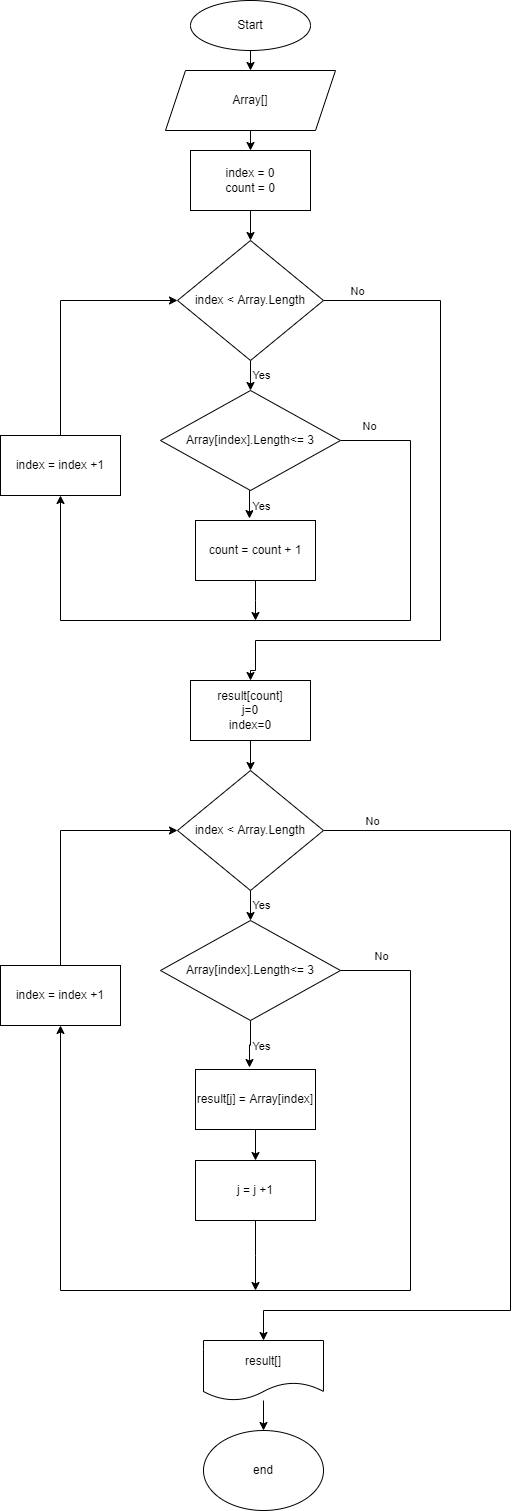 Start
Array[]
index = 0
count = 0
index < Array.Length
No
Yes
Array[index].Length<= 3
No
index = index +1
Yes
count = count + 1
result[count]
j=0
index=0
index < Array.Length
No
Yes
Array[index].Length<= 3
No
index = index +1
Yes
result[j] = Array[index]
j = j +1
result[]
end